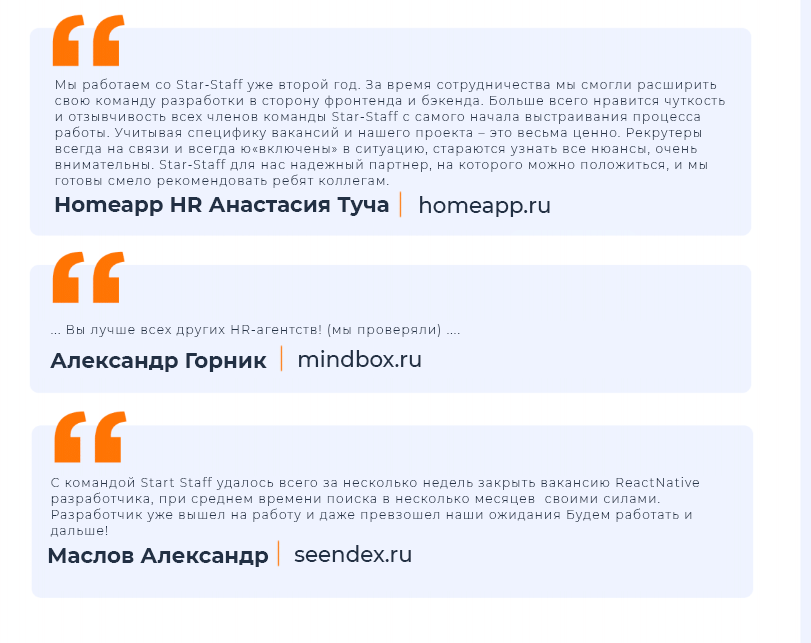 Мы работаем со Star-Staff уже второй год. За время сотрудничества мы смогли расширить
свою команду разработки в сторону фронтенда и бэкенда. Больше всего нравится чуткость
и отзывчивость всех членов команды Star-Staff с самого начала выстраивания процесса
работы. Учитывая специфику вакансий и нашего проекта – это весьма ценно. Рекрутеры
всегда на связи и всегда ю«включены» в ситуацию, стараются узнать все нюансы, очень
внимательны. Star-Staff для нас надежный партнер, на которого можно положиться, и мы
готовы смело рекомендовать ребят коллегам.
Homeapp HR Анастасия Туча | homeapp.ru
... Вы лучше всех других HR-агентств! (мы проверяли) ....
Александр Горник | mindbox.ru
С командой Start Staff удалось всего за несколько недель закрыть вакансию ReactNative
разработчика, при среднем времени поиска в несколько месяцев  своими силами.
Разработчик уже вышел на работу и даже превзошел наши ожидания Будем работать и
дальше!
Маслов Александр | seendex.ru